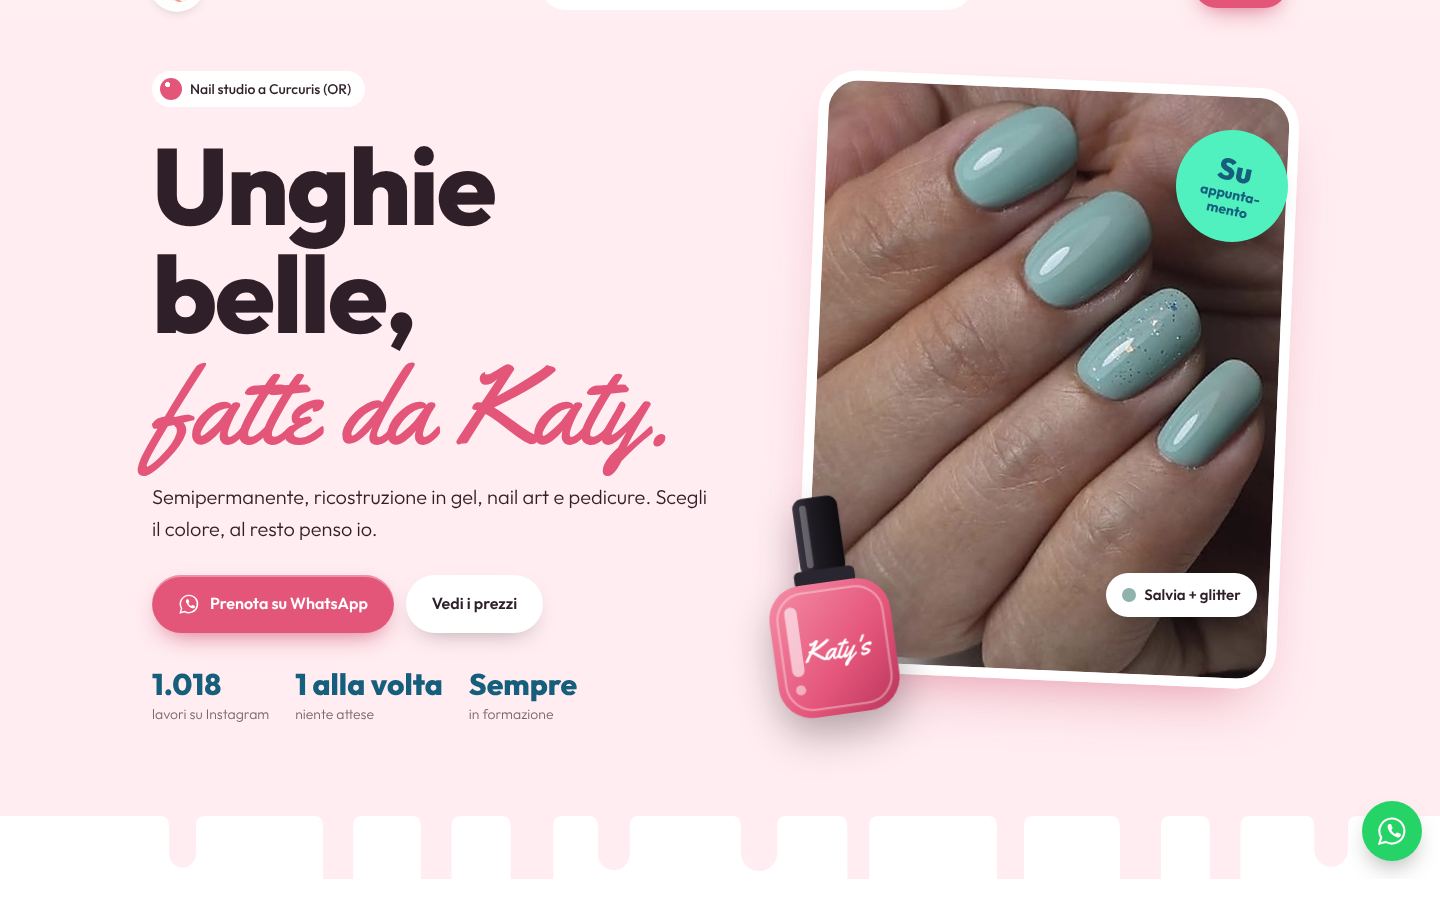 Nail studio a Curcuris (OR)
Unghie
belle,
fatte da Katy.
Semipermanente, ricostruzione in gel, nail art e pedicure. Scegli
il colore, al resto penso io.
Prenota su WhatsApp
Vedi i prezzi
1.018
lavori su Instagram
1 alla volta
niente attese
Sempre
in formazione
Su
appunta-
mento
Salvia + glitter
Katy's